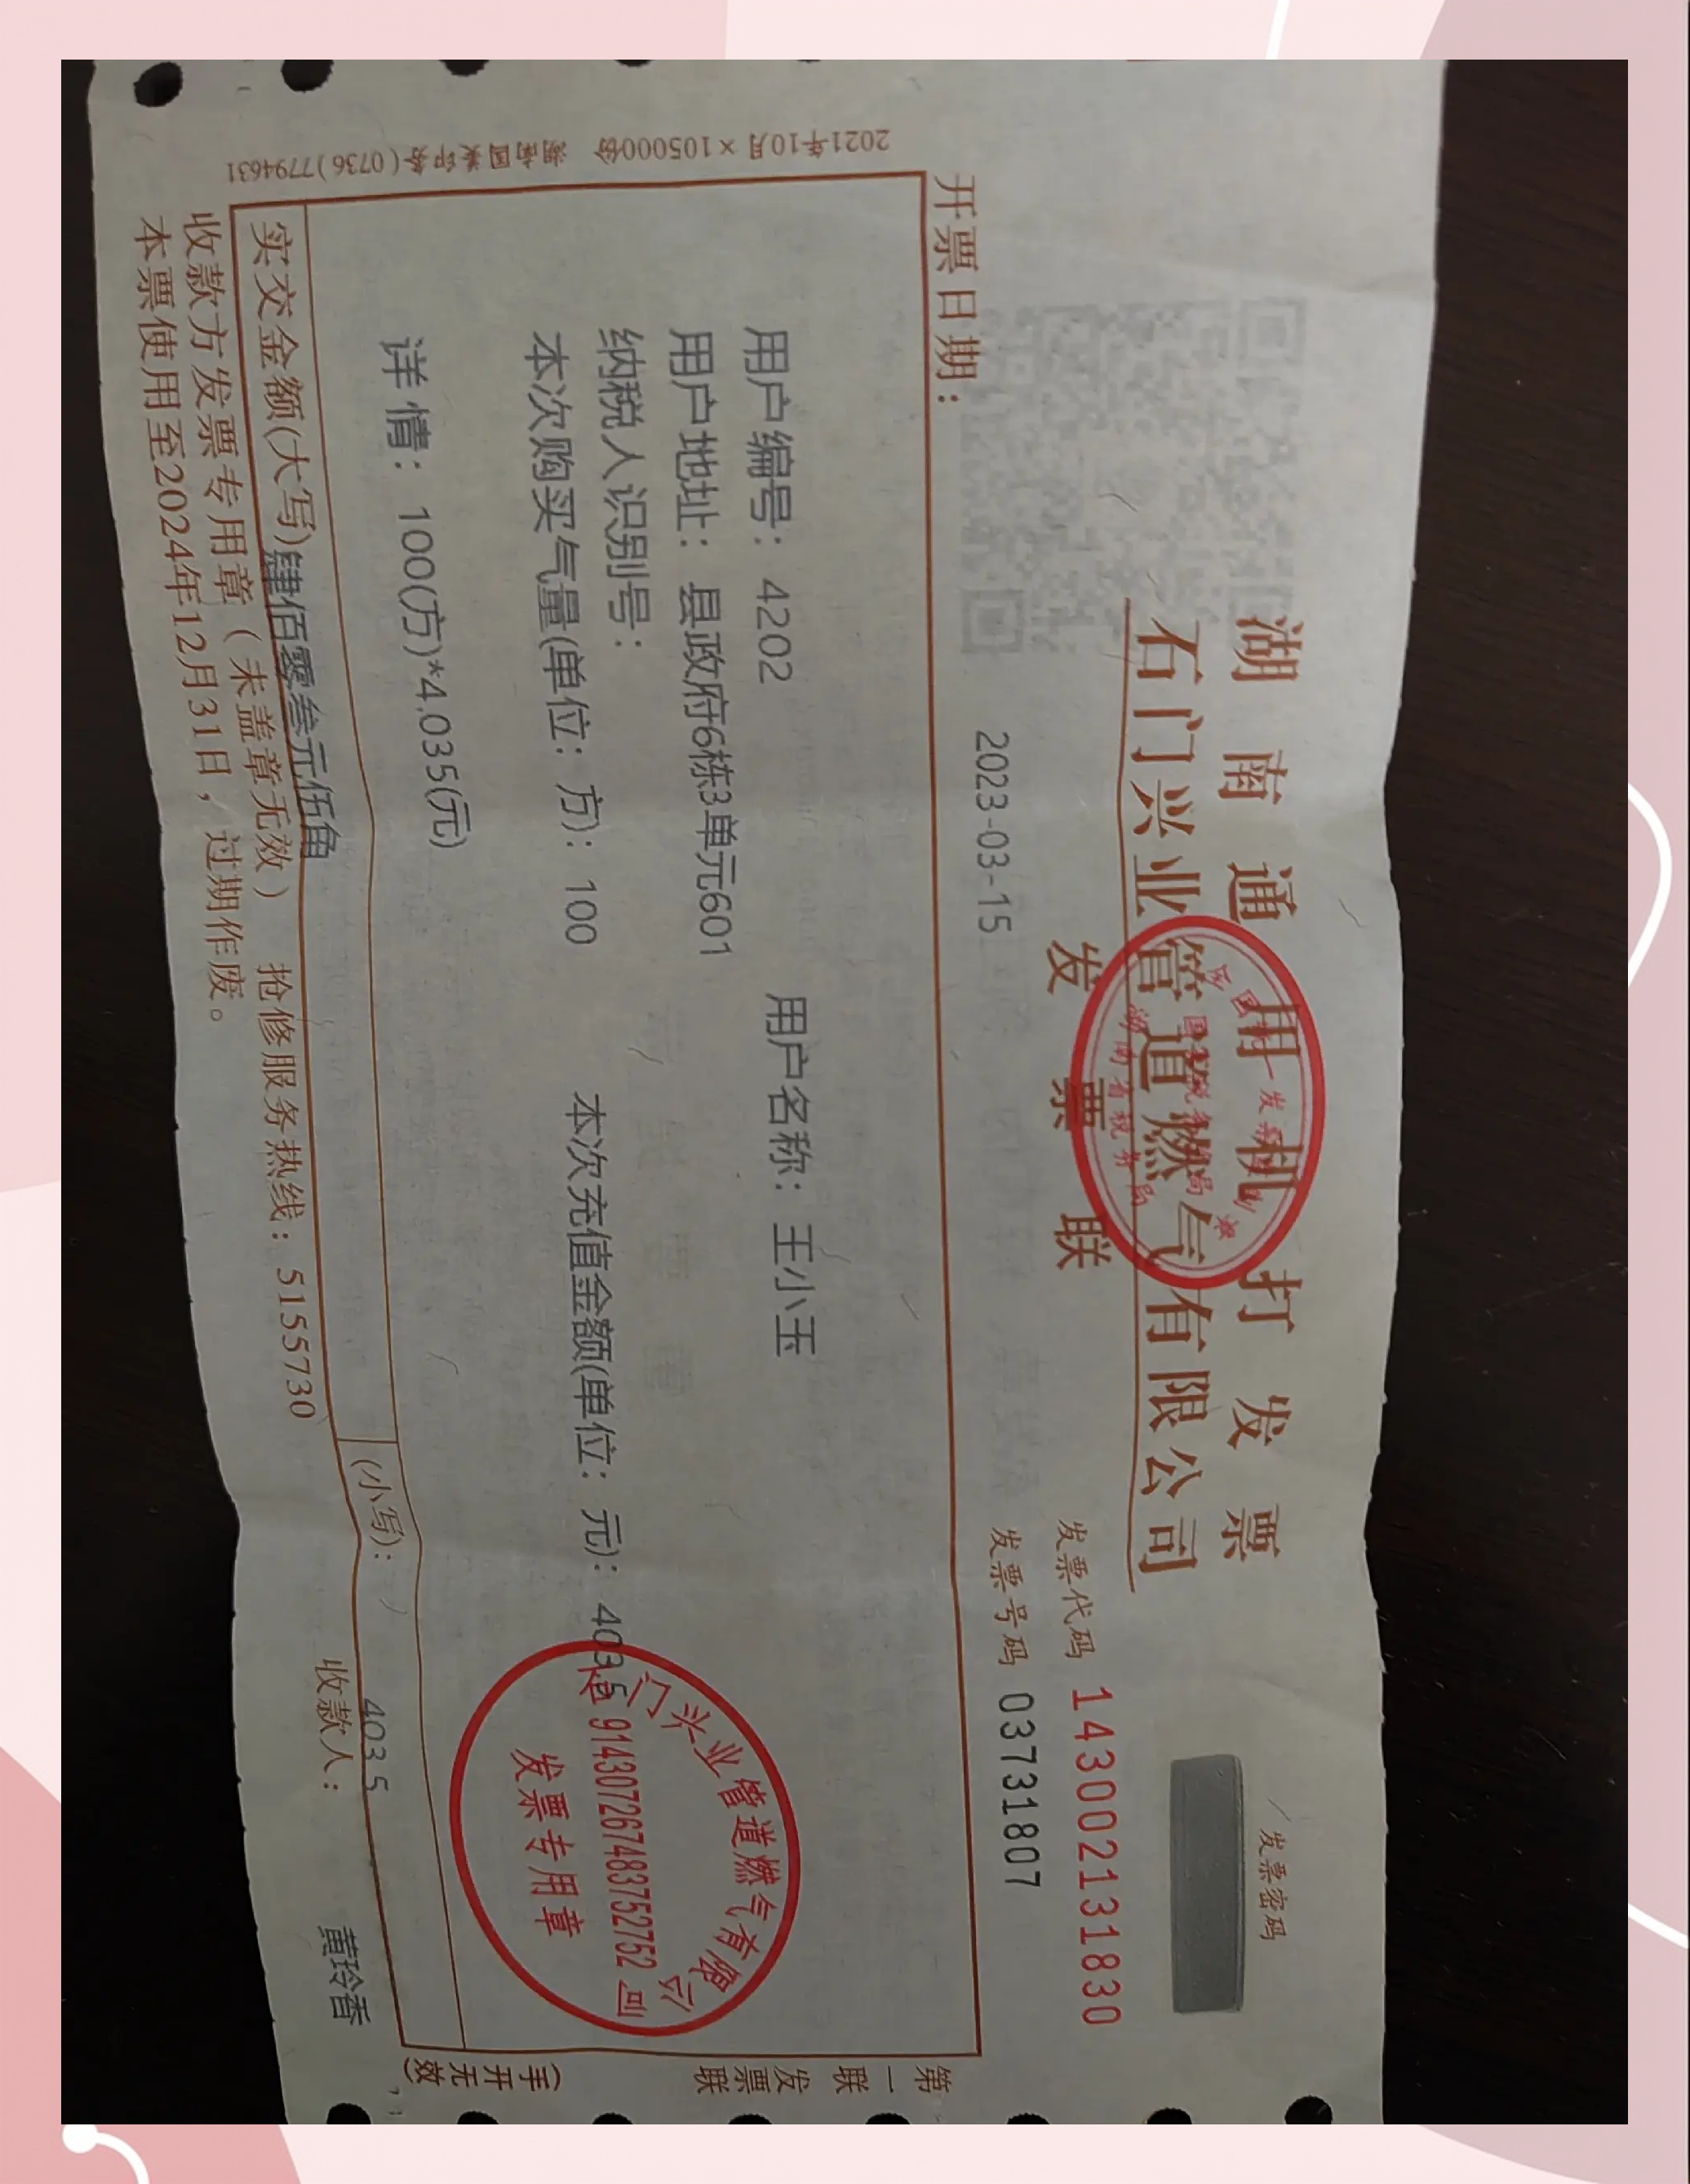 湖南通用机打发票
石门兴业管道燃气有限公司
发票联
发票密码
发票代码 143002131830
发票号码 03731807
开票日期： 2023-03-15
用户编号：4202 用户名称：王小玉
用户地址：县政府6栋3单元601
纳税人识别号：
本次购买气量(单位：方)：100 本次充值金额(单位：元)：403.5
详情：100(方)*4.035(元)
石门兴业管道燃气有限公司
914307267483752752
发票专用章
实交金额(大写)肆佰零叁元伍角 (小写)： 403.5
收款方发票专用章（未盖章无效） 抢修服务热线：5155730 收款人： 黄玲香
本票使用至2024年12月31日，过期作废。
2021年10月×105000份 湖南国美印务(0736)7794631
第一联 发票联 (手开无效)